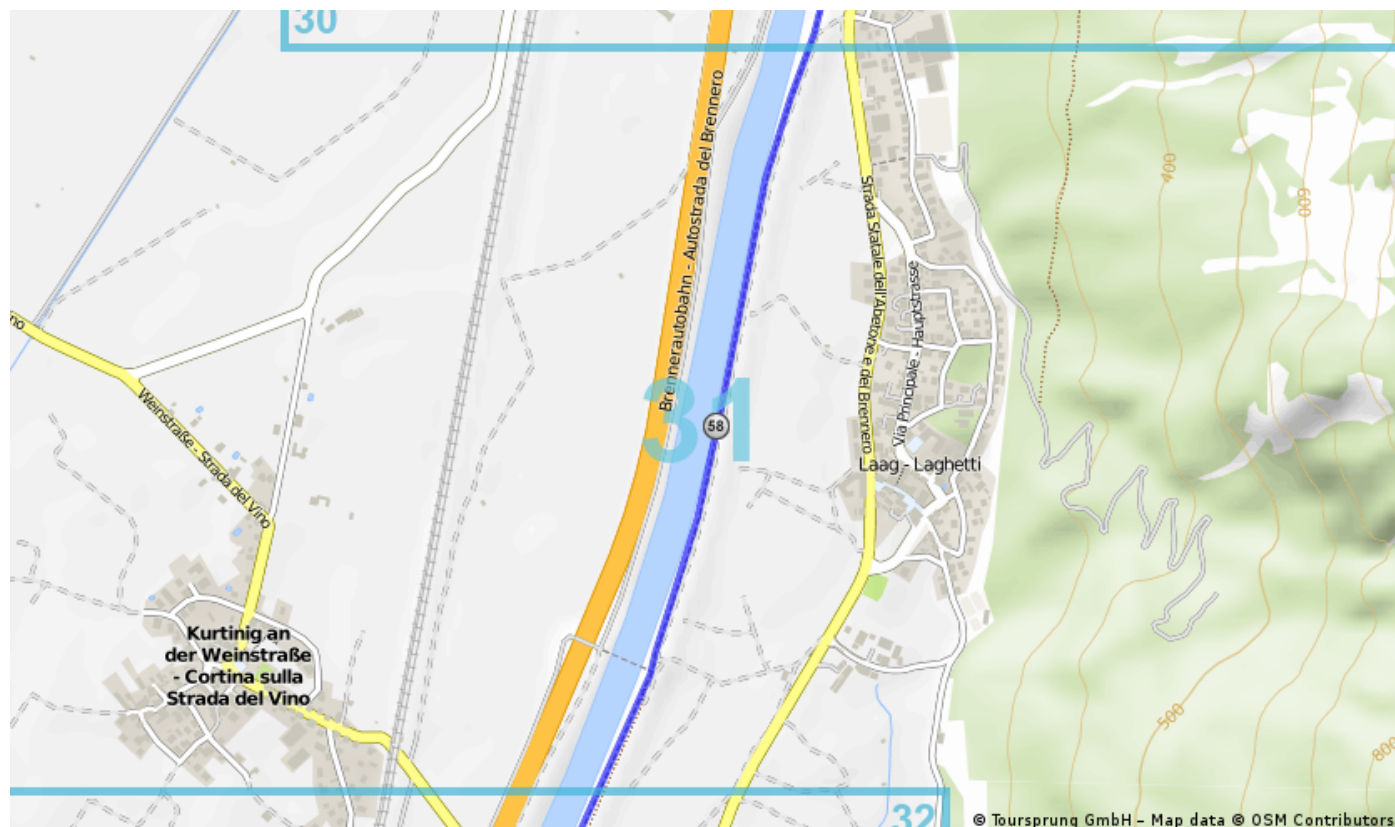 30
Brennerautobahn - Autostrada del Brennero
Strada Statale dell'Abetone e del Brennero
Via Principale - Hauptstrasse
400
600
no
Weinstraße - Strada del Vino
31
58
Laag - Laghetti
Kurtinig an
der Weinstraße
- Cortina sulla
Strada del Vino
500
800
32
© Toursprung GmbH – Map data © OSM Contributors